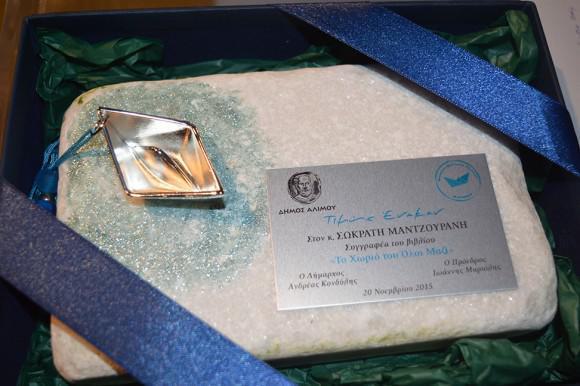 ΔΗΜΟΣ ΑΛΙΜΟΥ
Τιμής Ένεκεν
Στον κ. ΣΩΚΡΑΤΗ ΜΑΝΤΖΟΥΡΑΝΗ
Συγγραφέα του βιβλίου
«Το Χωριό του Όλοι Μαζί»
Ο Δήμαρχος
Ανδρέας Κονδύλης
Ο Πρόεδρος
Ιωάννης Μαριόλης
20 Νοεμβρίου 2015